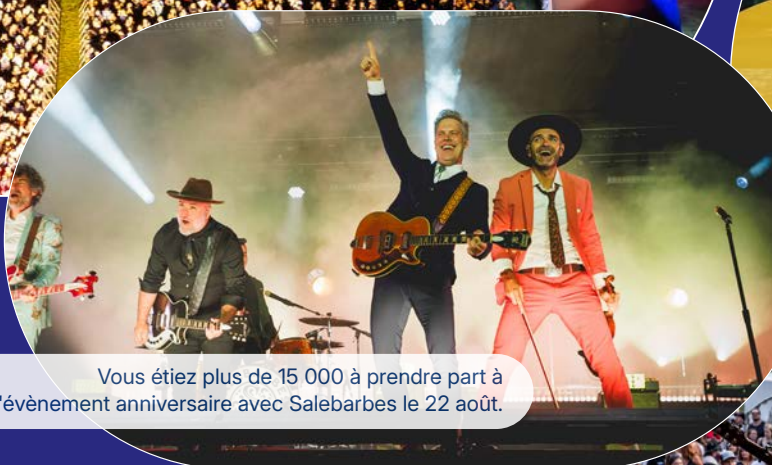 Vous étiez plus de 15 000 à prendre part à
l'évènement anniversaire avec Salebarbes le 22 août.